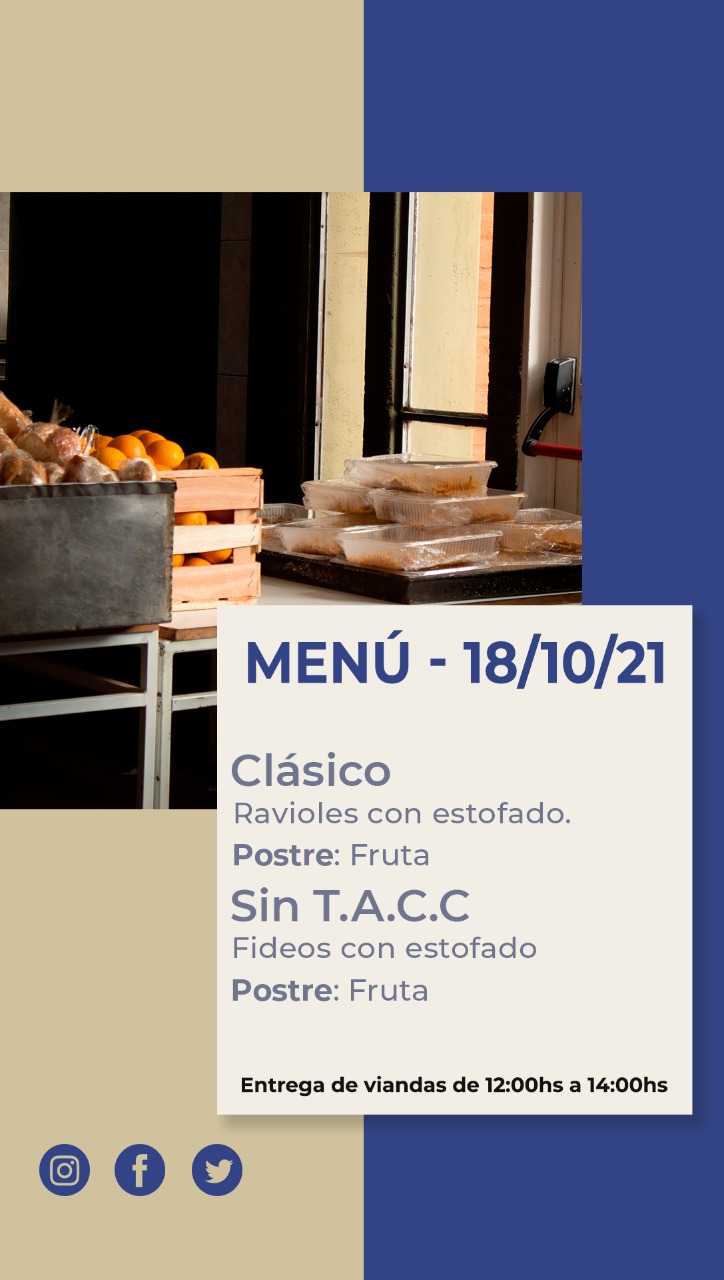 MENÚ - 18/10/21
Clásico
Ravioles con estofado.
Postre: Fruta
Sin T.A.C.C
Fideos con estofado
Postre: Fruta
Entrega de viandas de 12:00hs a 14:00hs